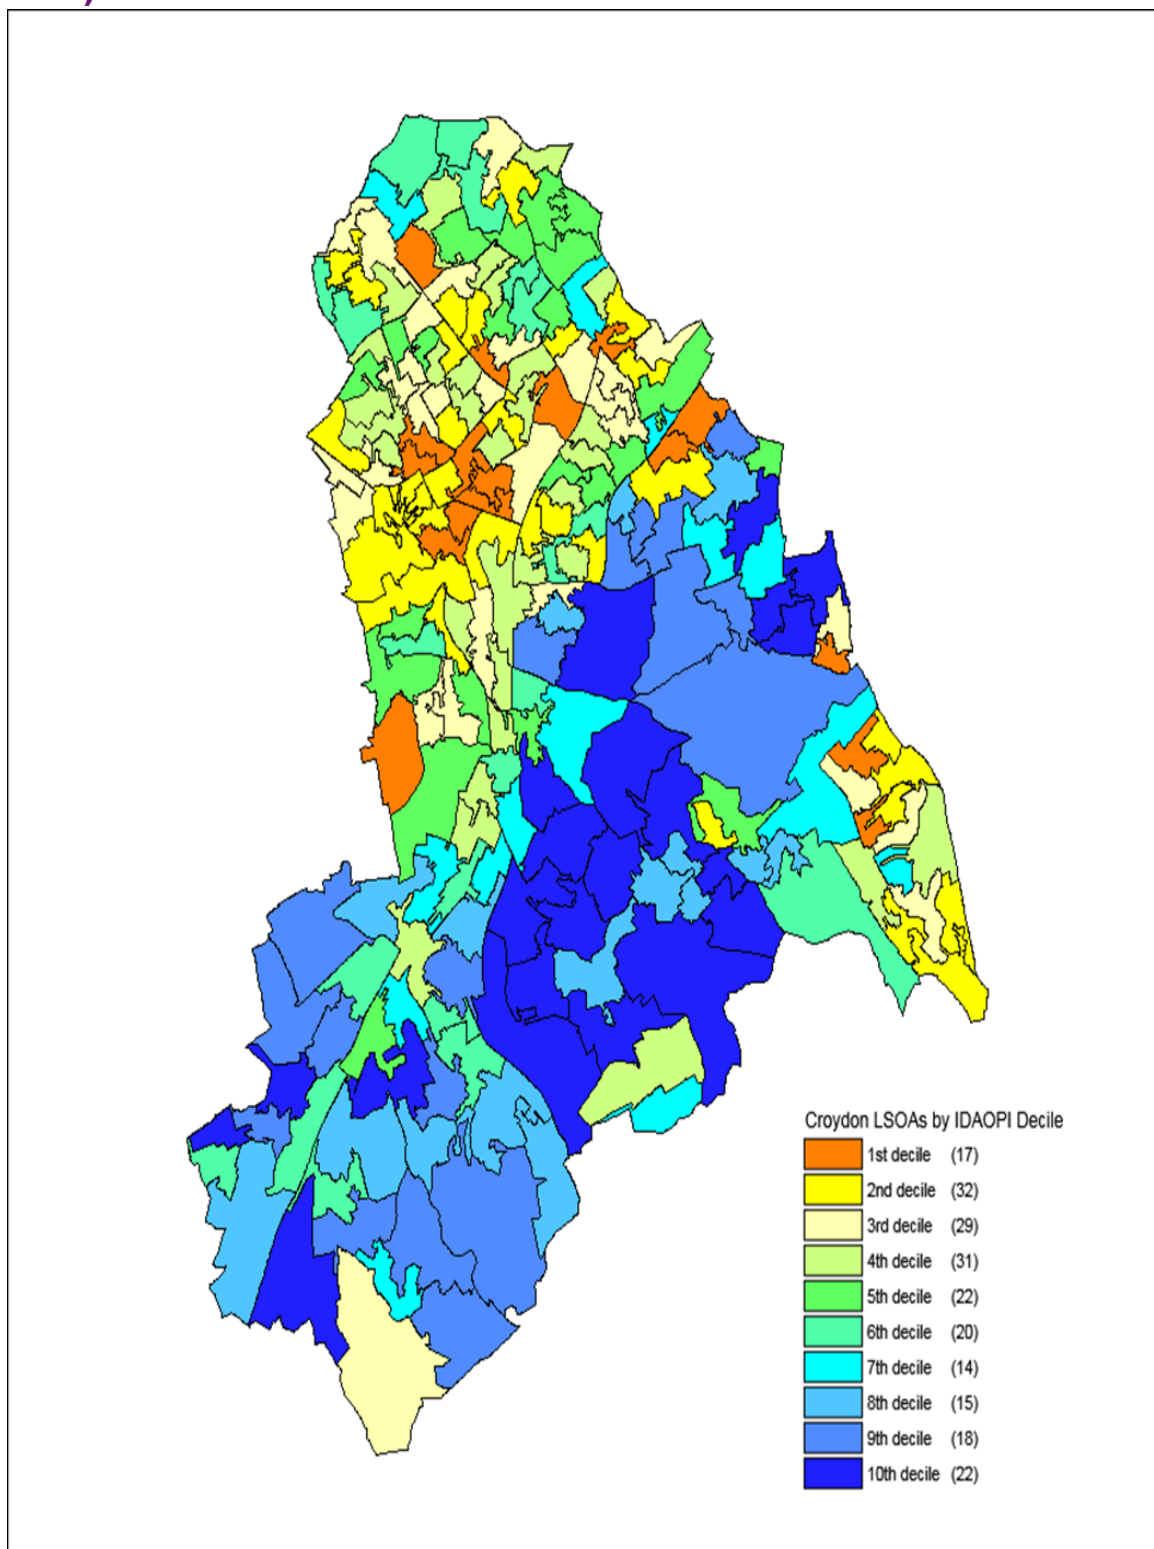 Croydon LSOAs by IDAOPI Decile
1st decile (17)
2nd decile (32)
3rd decile (29)
4th decile (31)
5th decile (22)
6th decile (20)
7th decile (14)
8th decile (15)
9th decile (18)
10th decile (22)